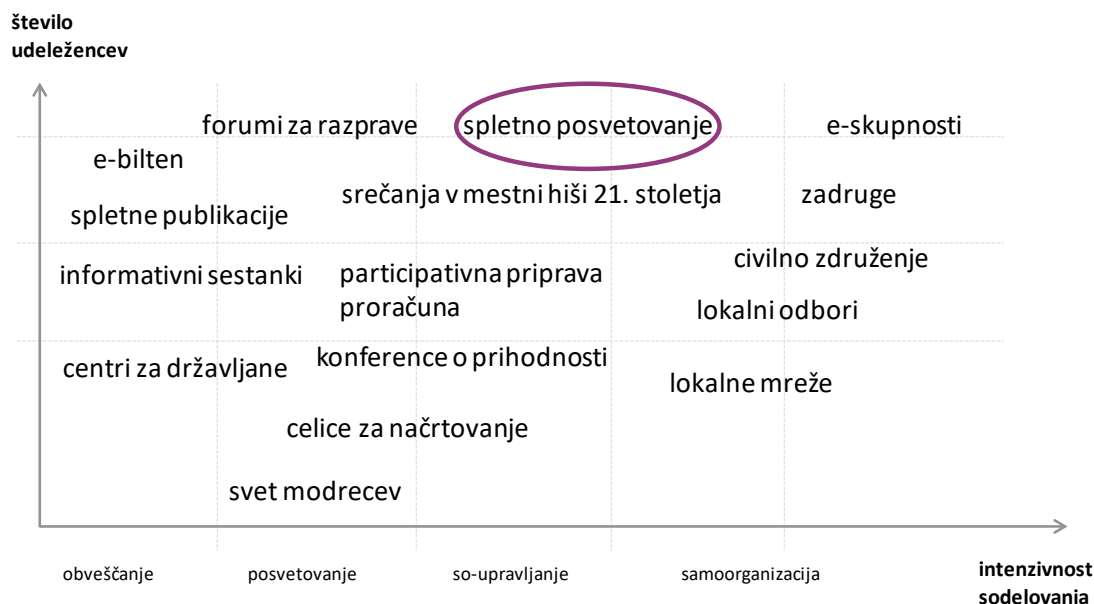 število
udeležencev
forumi za razprave
spletno posvetovanje
e-skupnosti
e-bilten
srečanja v mestni hiši 21. stoletja
zadruge
spletne publikacije
civilno združenje
informativni sestanki
participativna priprava
proračuna
lokalni odbori
centri za državljane
konference o prihodnosti
lokalne mreže
celice za načrtovanje
svet modrecev
obveščanje
posvetovanje
so-upravljanje
samoorganizacija
intenzivnost
sodelovania